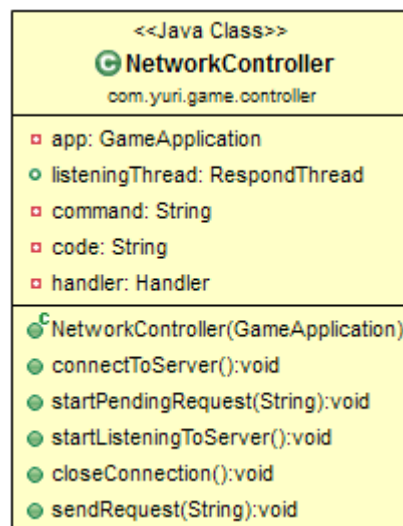 <<Java Class>>
NetworkController
com.yuri.game.controller
app: GameApplication
listeningThread: RespondThread
command: String
code: String
handler: Handler
NetworkController(GameApplication)
connectToServer():void
startPendingRequest(String):void
startListeningToServer():void
closeConnection():void
sendRequest(String):void